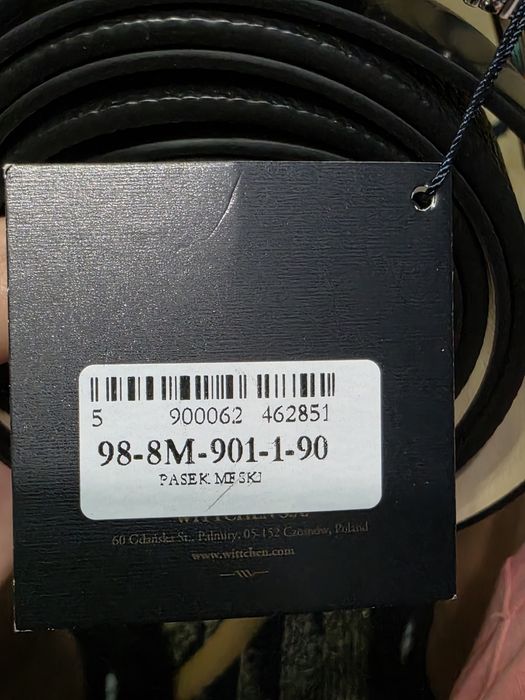 5 900062 462851
98-8M-901-1-90
PASEK MĘSKI
WITTCHEN S.A.
60 Gdańska St., Palmiry, 05-152 Czosnów, Poland
www.wittchen.com